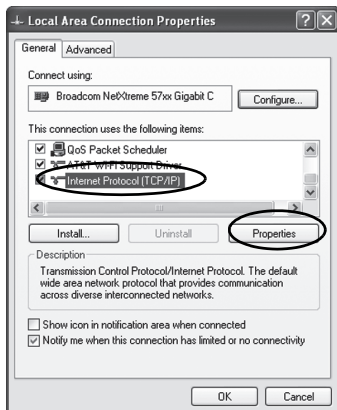 Local Area Connection Properties
General Advanced
Connect using:
Broadcom NetXtreme 57xx Gigabit C Configure...
This connection uses the following items:
QoS Packet Scheduler
AT&T Wi-Fi Support Driver
Internet Protocol (TCP/IP)
Install... Uninstall Properties
Description
Transmission Control Protocol/Internet Protocol. The default
wide area network protocol that provides communication
across diverse interconnected networks.
Show icon in notification area when connected
Notify me when this connection has limited or no connectivity
OK Cancel